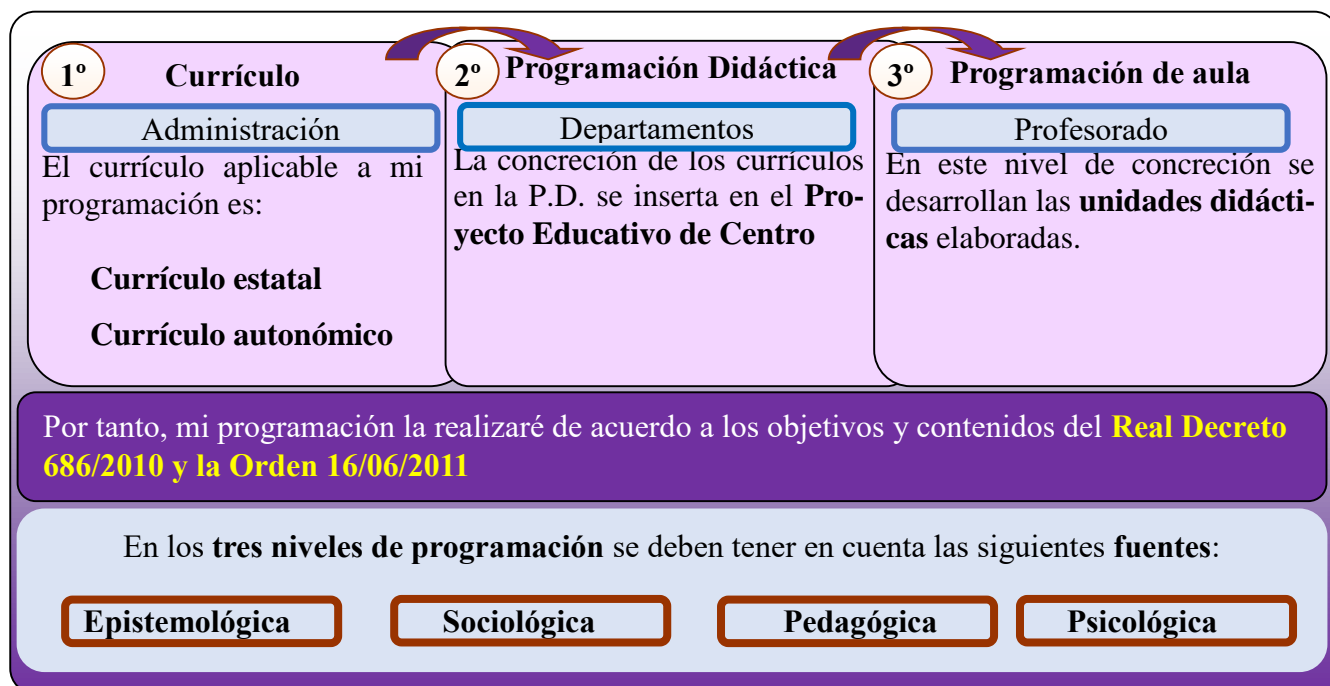 1º
Currículo
Administración
El currículo aplicable a mi
programación es:
Currículo estatal
Currículo autonómico
2º
Programación Didáctica
Departamentos
La concreción de los currículos
en la P.D. se inserta en el Pro-
yecto Educativo de Centro
3º
Programación de aula
Profesorado
En este nivel de concreción se
desarrollan las unidades didácti-
cas elaboradas.
Por tanto, mi programación la realizaré de acuerdo a los objetivos y contenidos del Real Decreto
686/2010 y la Orden 16/06/2011
En los tres niveles de programación se deben tener en cuenta las siguientes fuentes:
Epistemológica
Sociológica
Pedagógica
Psicológica